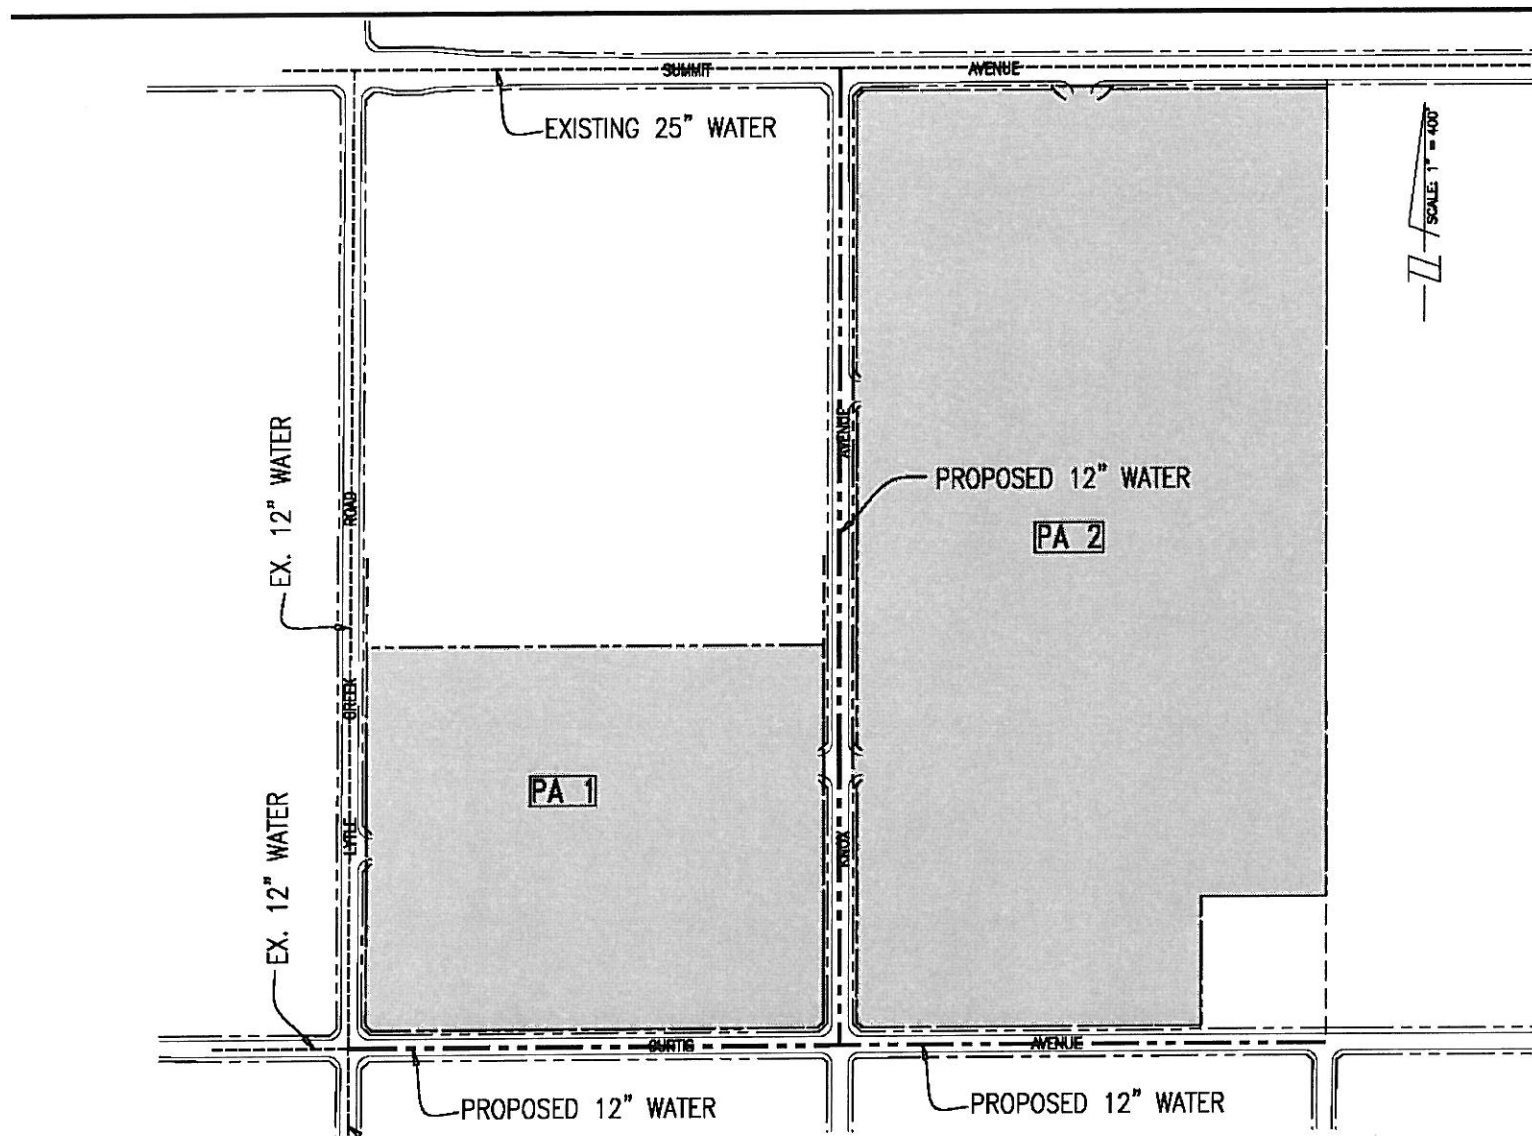 SUMMIT AVENUE
EXISTING 25" WATER
SCALE: 1" = 400'
EX. 12" WATER
ROAD
AVENUE
PROPOSED 12" WATER
PA 2
CREEK
PA 1
LYTLE
KNOX
EX. 12" WATER
CURTIS AVENUE
PROPOSED 12" WATER
PROPOSED 12" WATER